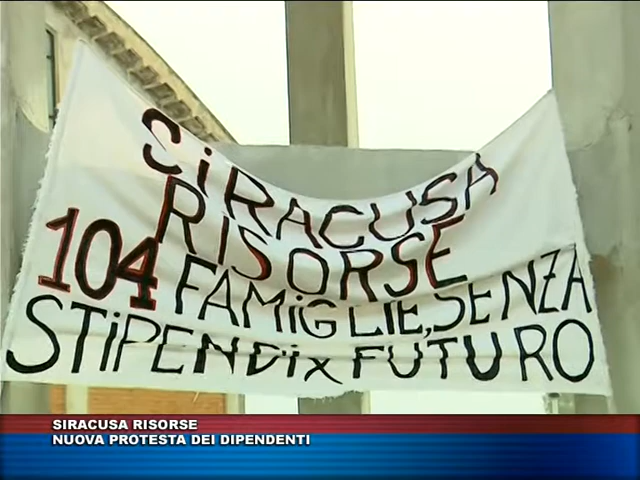 SiRACUSA
RISORSE
104 FAMiGLIE, SENZA
STiPENDi x FUTURO
SIRACUSA RISORSE
NUOVA PROTESTA DEI DIPENDENTI